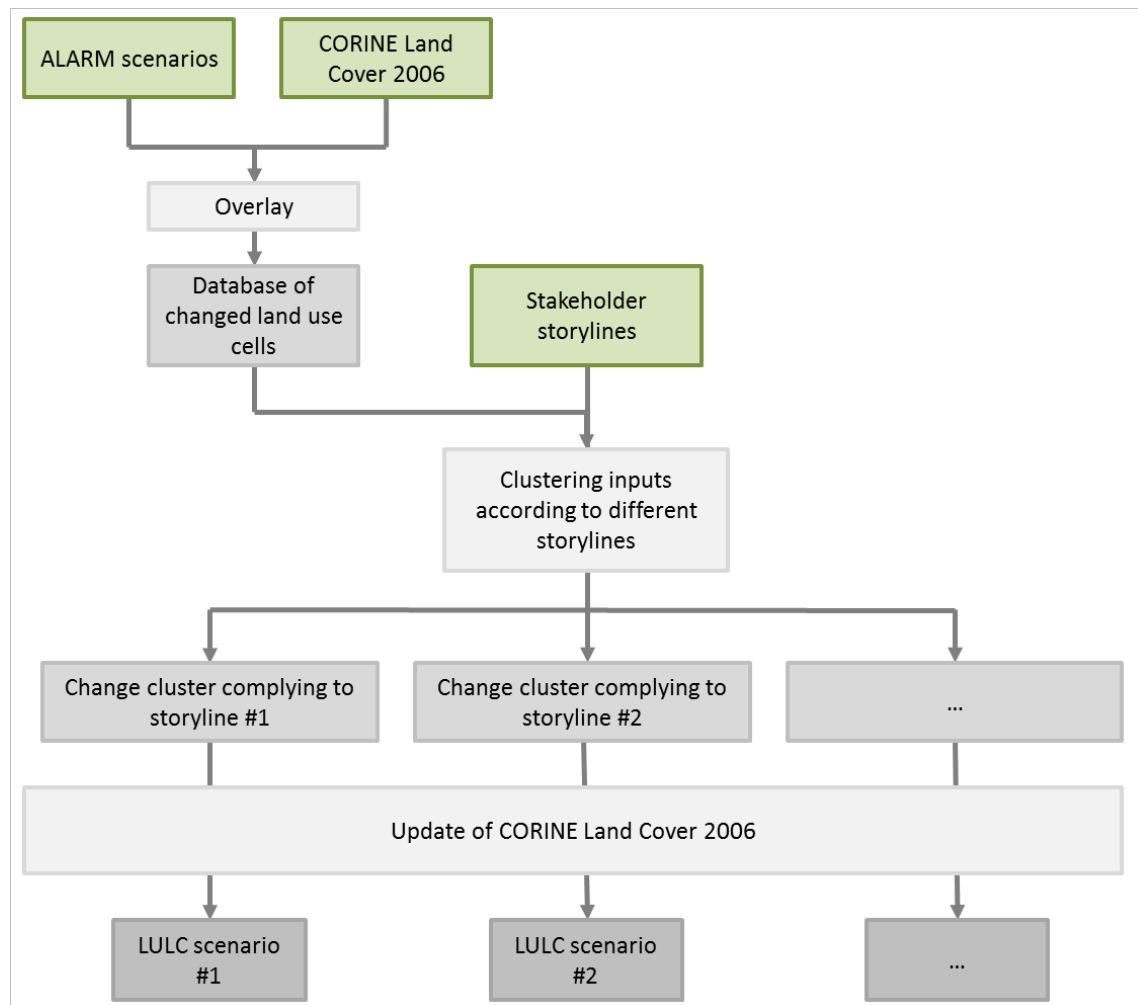 ALARM scenarios
CORINE Land
Cover 2006
Overlay
Database of
changed land use
cells
Stakeholder
storylines
Clustering inputs
according to different
storylines
Change cluster complying to
storyline #1
Change cluster complying to
storyline #2
...
Update of CORINE Land Cover 2006
LULC scenario
#1
LULC scenario
#2
...